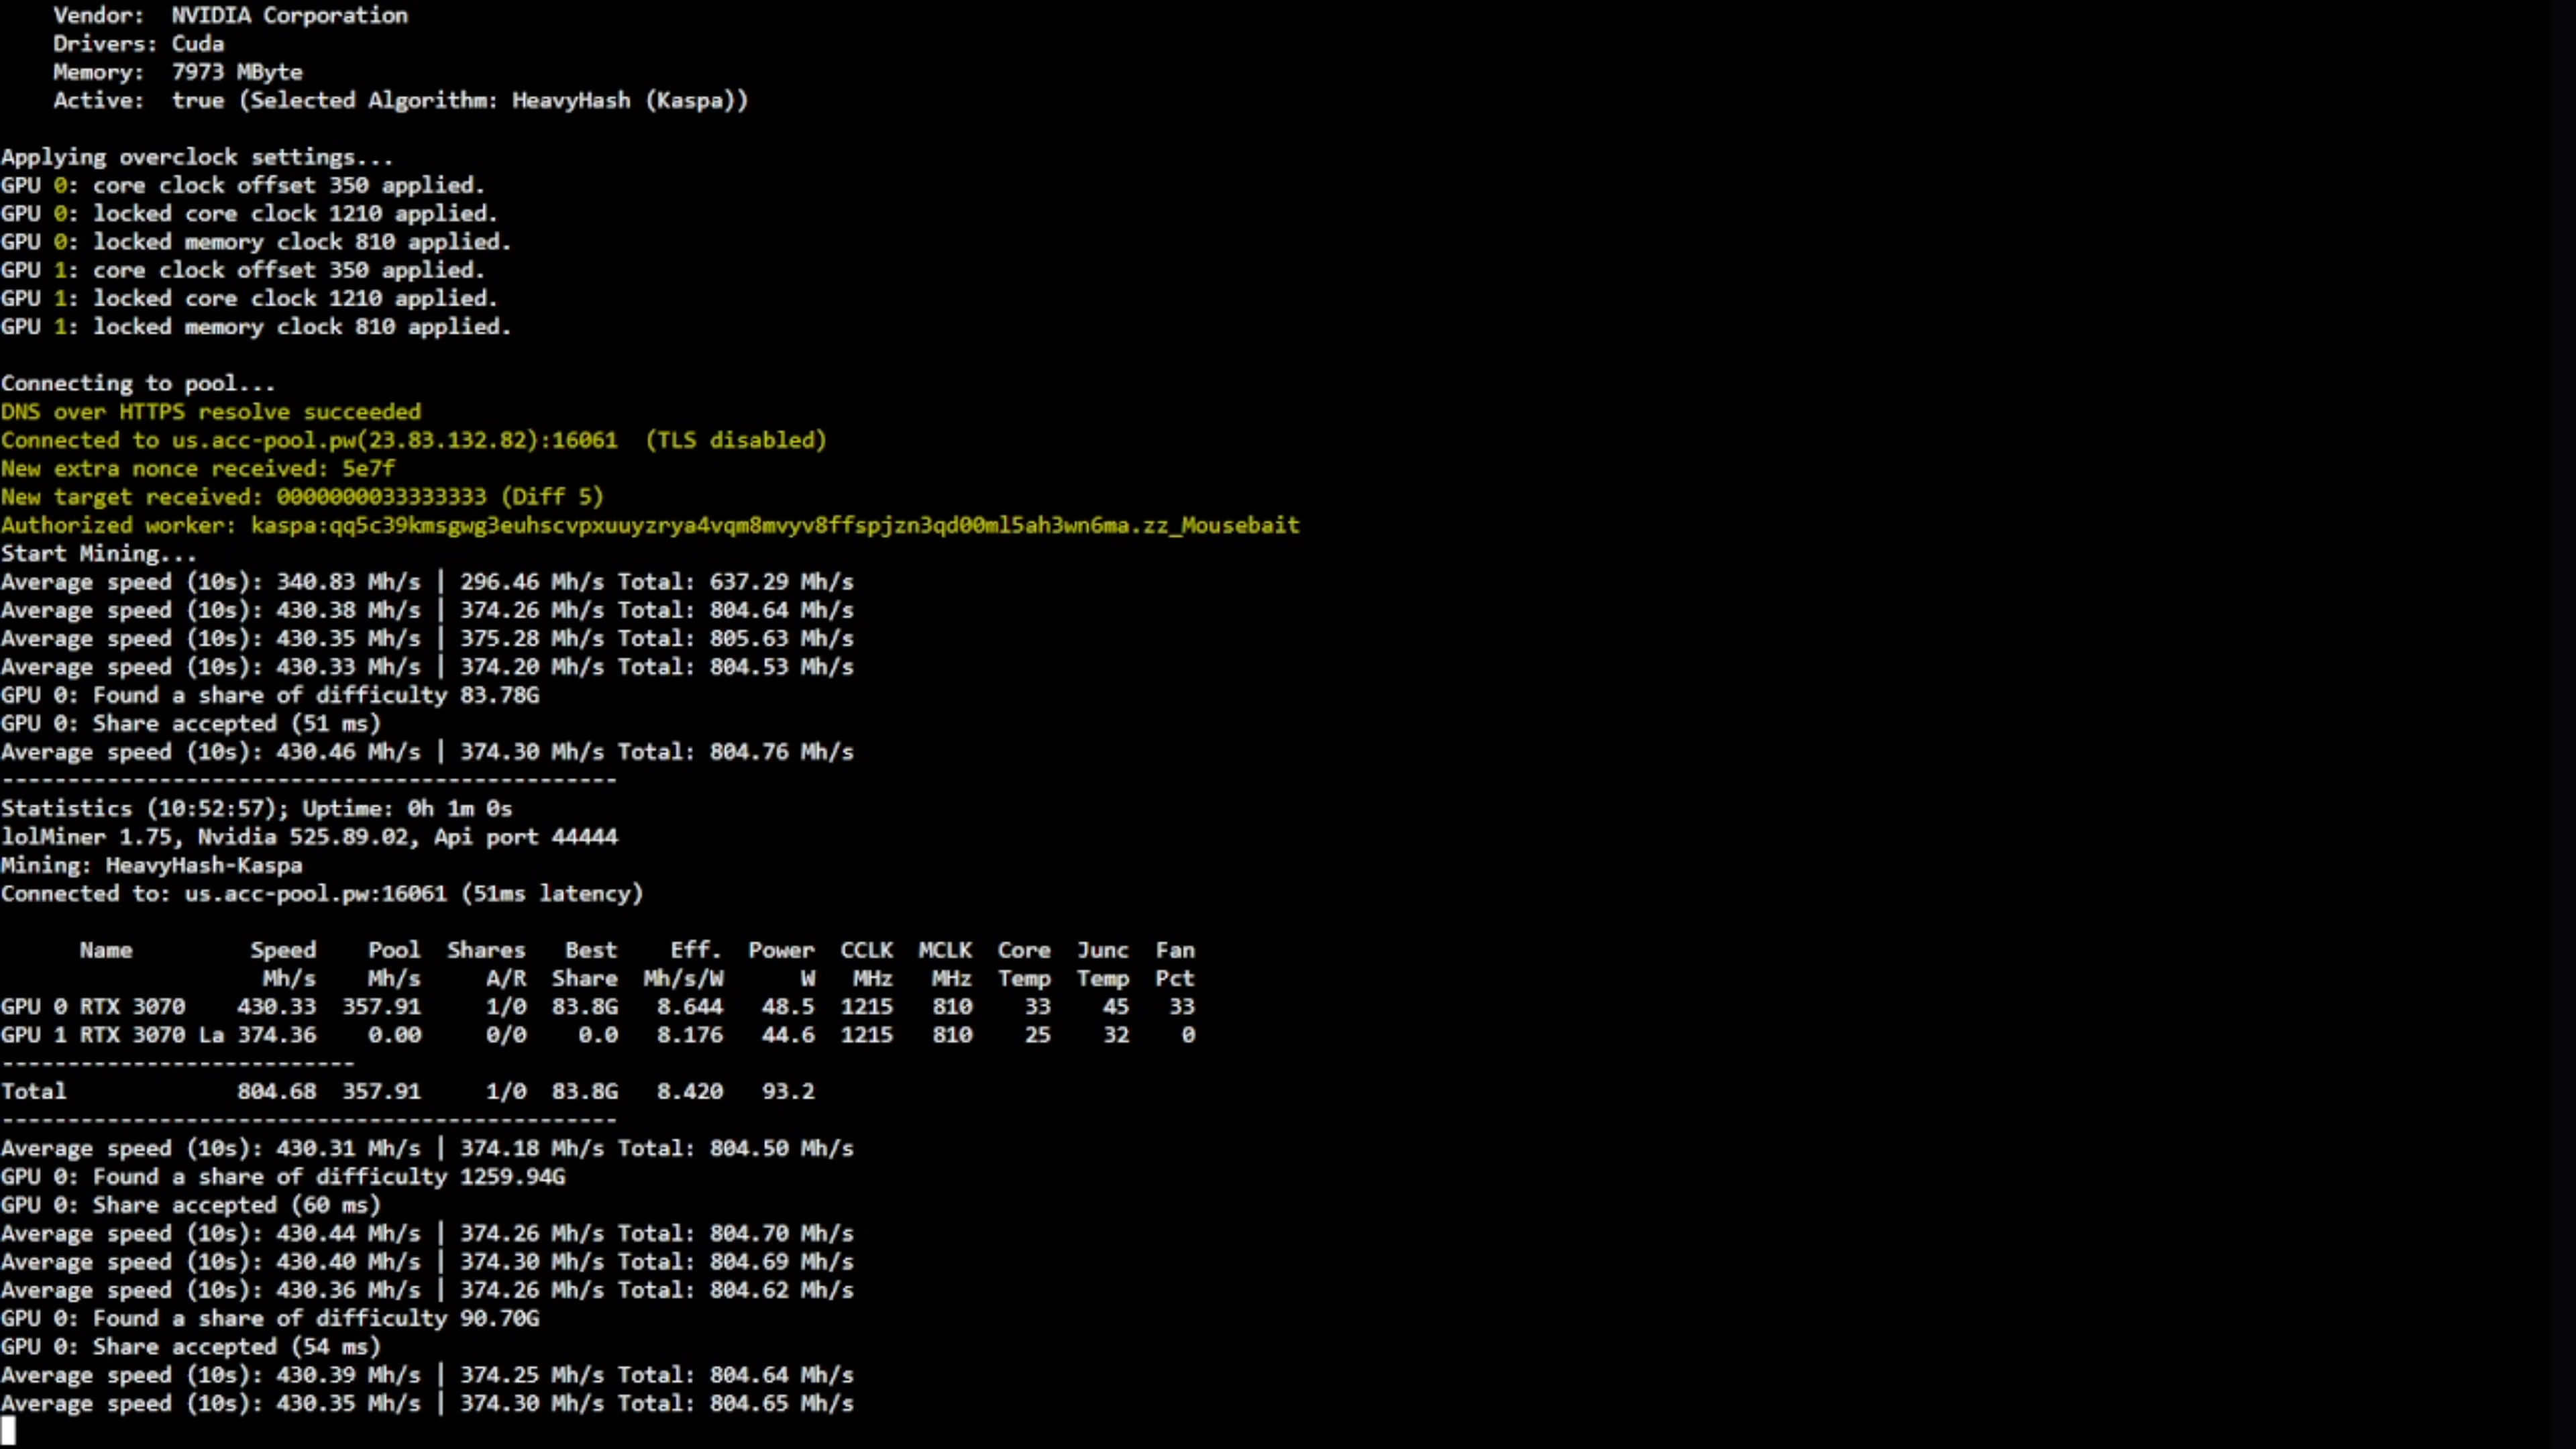 Vendor: NVIDIA Corporation
Drivers: Cuda
Memory: 7973 MByte
Active: true (Selected Algorithm: HeavyHash (Kaspa))
Applying overclock settings...
GPU 0: core clock offset 350 applied.
GPU 0: locked core clock 1210 applied.
GPU 0: locked memory clock 810 applied.
GPU 1: core clock offset 350 applied.
GPU 1: locked core clock 1210 applied.
GPU 1: locked memory clock 810 applied.
Connecting to pool...
DNS over HTTPS resolve succeeded
Connected to us.acc-pool.pw(23.83.132.82):16061 (TLS disabled)
New extra nonce received: 5e7f
New target received: 0000000033333333 (Diff 5)
Authorized worker: kaspa:qq5c39kmsgwg3euhscvpxuuyzrya4vqm8mvyv8ffspjzn3qd00ml5ah3wn6ma.zz_Mousebait
Start Mining...
Average speed (10s): 340.83 Mh/s | 296.46 Mh/s Total: 637.29 Mh/s
Average speed (10s): 430.38 Mh/s | 374.26 Mh/s Total: 804.64 Mh/s
Average speed (10s): 430.35 Mh/s | 375.28 Mh/s Total: 805.63 Mh/s
Average speed (10s): 430.33 Mh/s | 374.20 Mh/s Total: 804.53 Mh/s
GPU 0: Found a share of difficulty 83.78G
GPU 0: Share accepted (51 ms)
Average speed (10s): 430.46 Mh/s | 374.30 Mh/s Total: 804.76 Mh/s
-----------------------------------------------
Statistics (10:52:57); Uptime: 0h 1m 0s
lolMiner 1.75, Nvidia 525.89.02, Api port 44444
Mining: HeavyHash-Kaspa
Connected to: us.acc-pool.pw:16061 (51ms latency)
Name Speed Pool Shares Best Eff. Power CCLK MCLK Core Junc Fan
Mh/s Mh/s A/R Share Mh/s/W W MHz MHz Temp Temp Pct
GPU 0 RTX 3070 430.33 357.91 1/0 83.8G 8.644 48.5 1215 810 33 45 33
GPU 1 RTX 3070 La 374.36 0.00 0/0 0.0 8.176 44.6 1215 810 25 32 0
---------------------------
Total 804.68 357.91 1/0 83.8G 8.420 93.2
-----------------------------------------------
Average speed (10s): 430.31 Mh/s | 374.18 Mh/s Total: 804.50 Mh/s
GPU 0: Found a share of difficulty 1259.94G
GPU 0: Share accepted (60 ms)
Average speed (10s): 430.44 Mh/s | 374.26 Mh/s Total: 804.70 Mh/s
Average speed (10s): 430.40 Mh/s | 374.30 Mh/s Total: 804.69 Mh/s
Average speed (10s): 430.36 Mh/s | 374.26 Mh/s Total: 804.62 Mh/s
GPU 0: Found a share of difficulty 90.70G
GPU 0: Share accepted (54 ms)
Average speed (10s): 430.39 Mh/s | 374.25 Mh/s Total: 804.64 Mh/s
Average speed (10s): 430.35 Mh/s | 374.30 Mh/s Total: 804.65 Mh/s